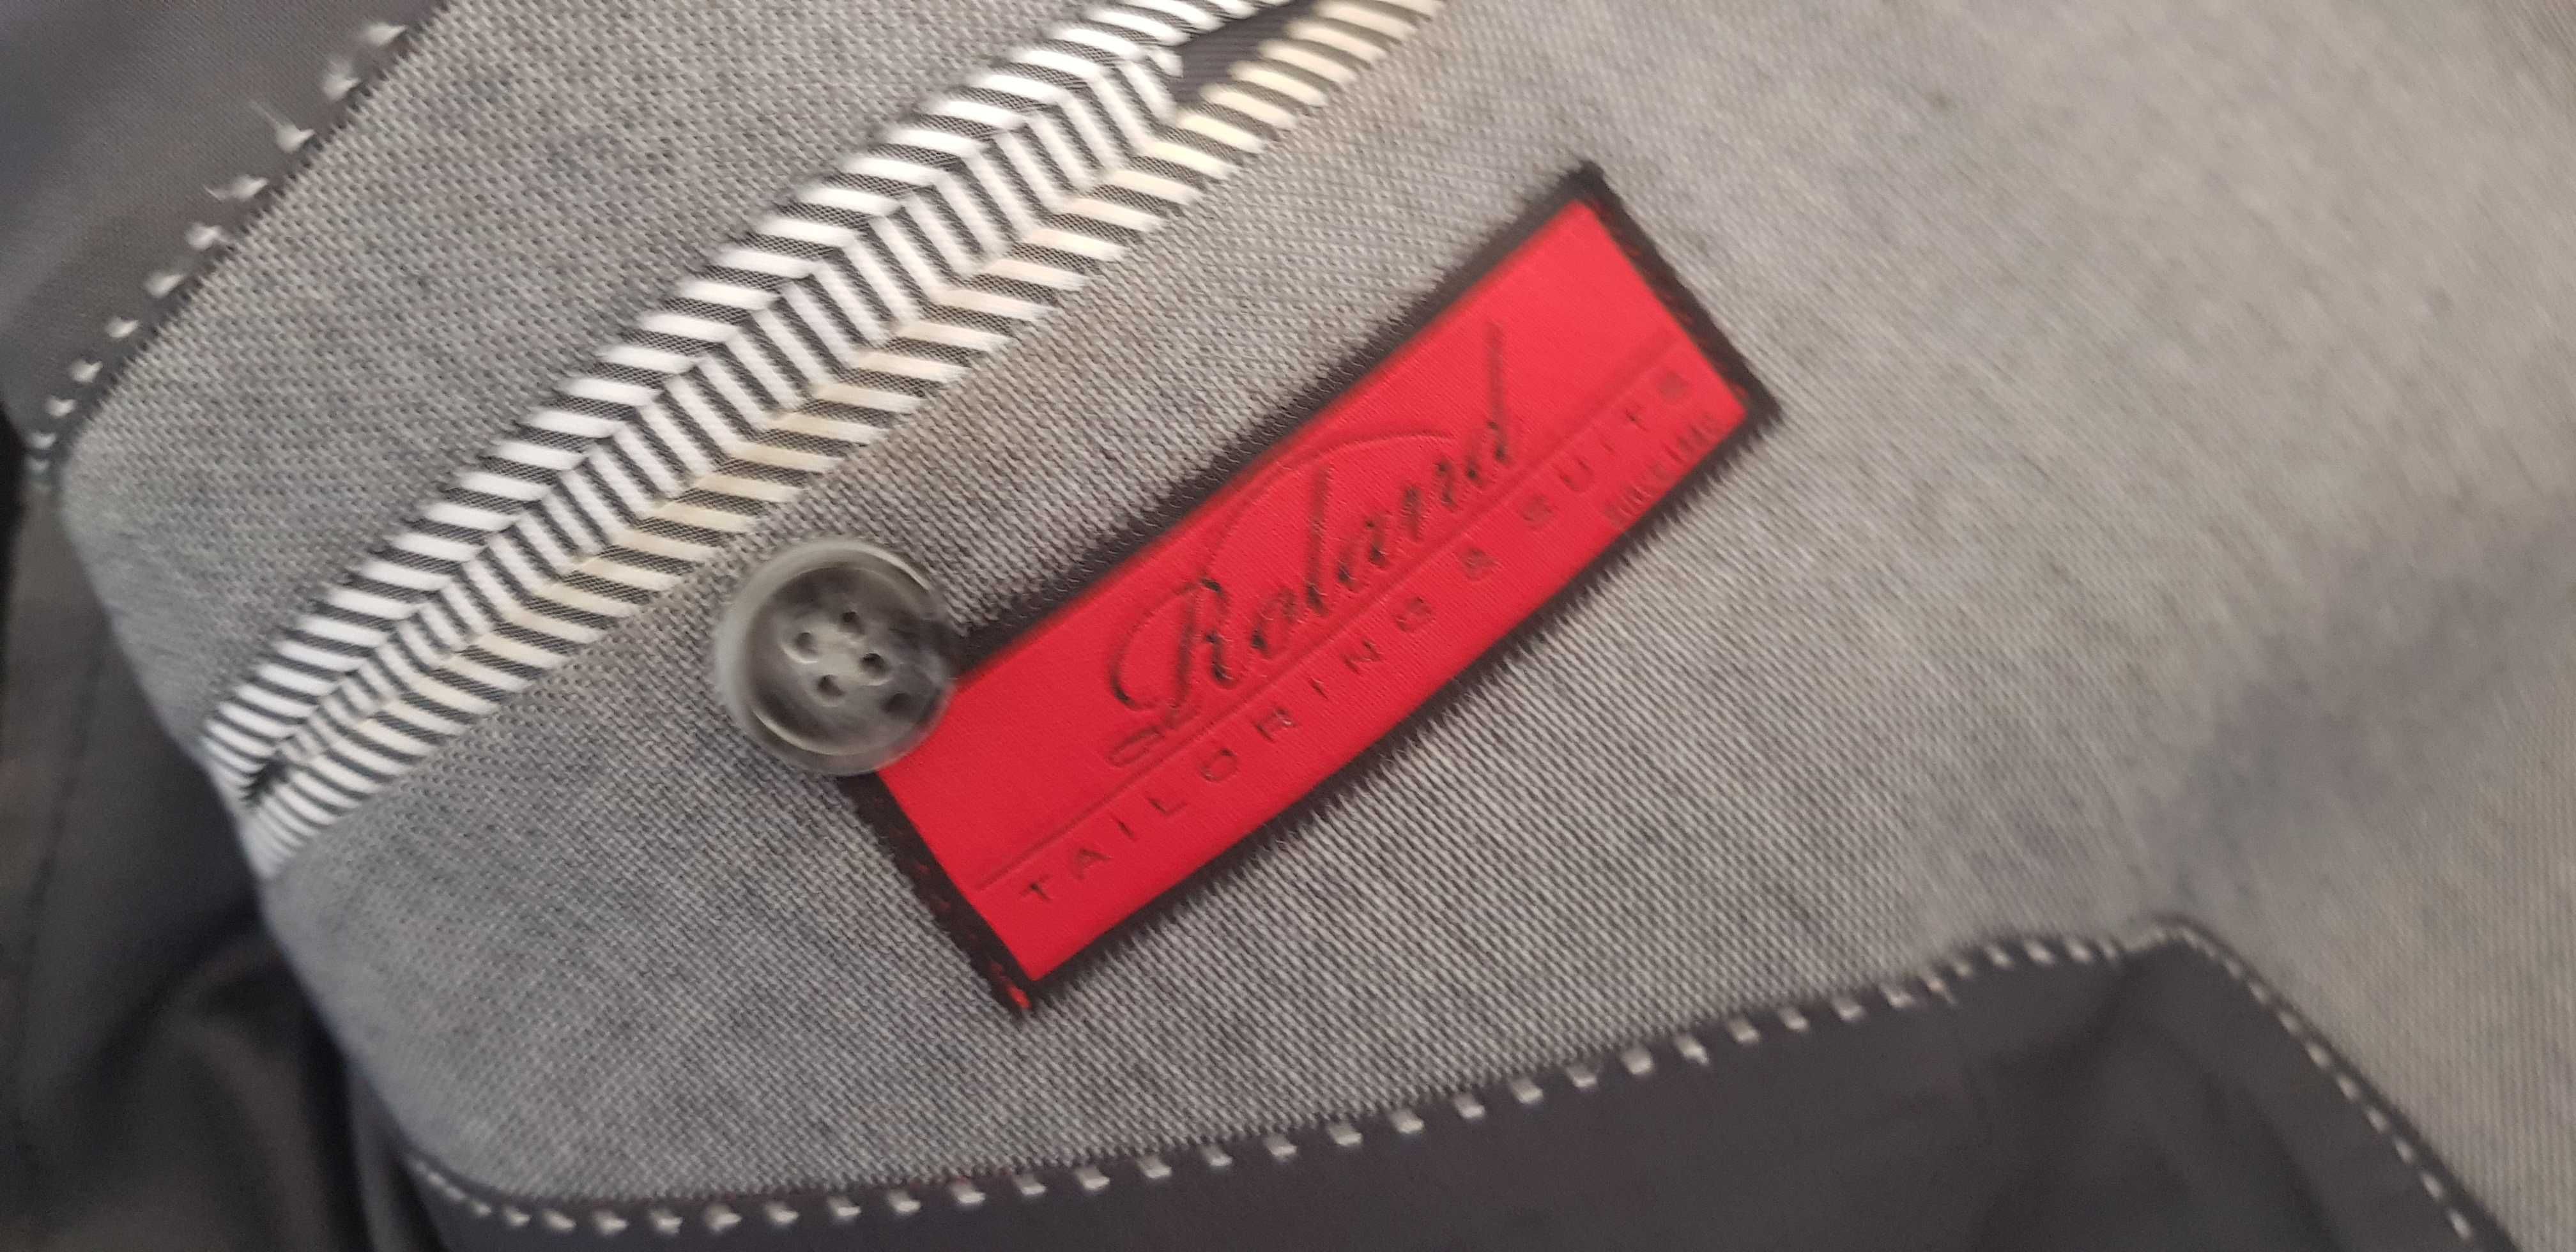 Roland
TAILORING & SUITS